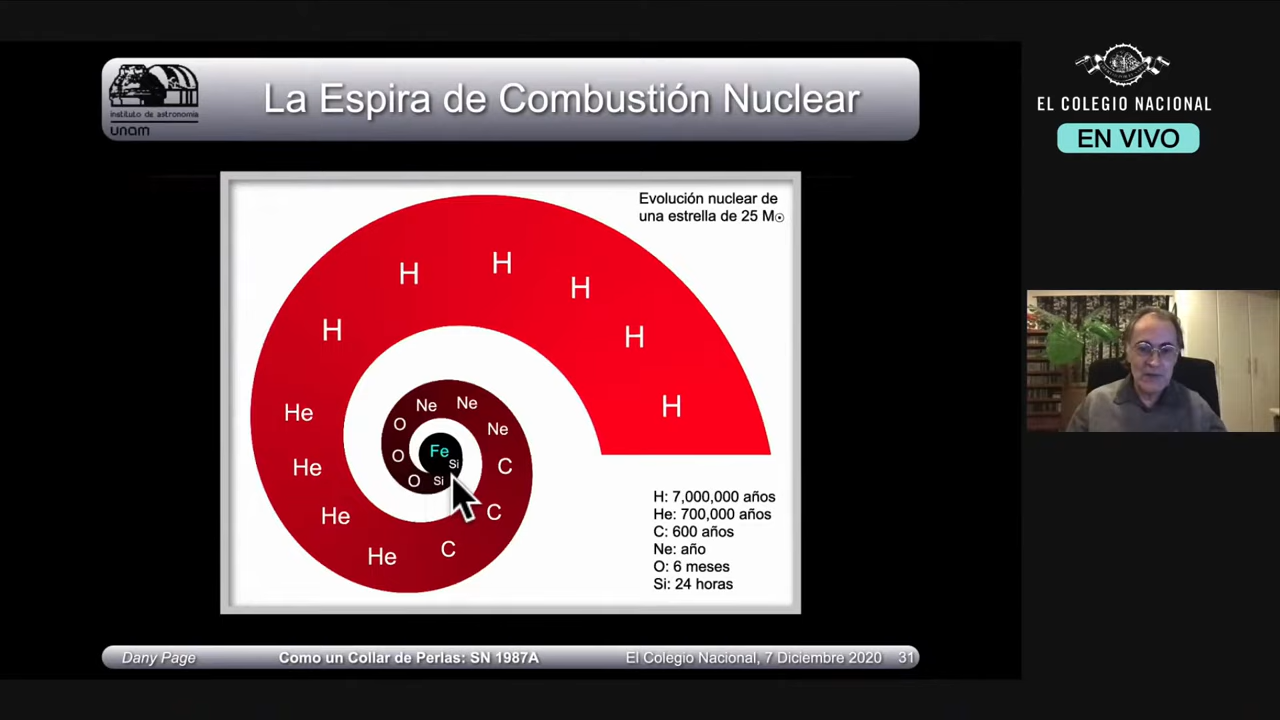 instituto de astronomía
unam
La Espira de Combustión Nuclear
EL COLEGIO NACIONAL
EN VIVO
Evolución nuclear de
una estrella de 25 M☉
H
H
H
H
H
H
He
He
He
He
C
C
C
Ne
Ne
Ne
O
O
O
Si
Si
Fe
H: 7,000,000 años
He: 700,000 años
C: 600 años
Ne: año
O: 6 meses
Si: 24 horas
Dany Page
Como un Collar de Perlas: SN 1987A
El Colegio Nacional, 7 Diciembre 2020 31